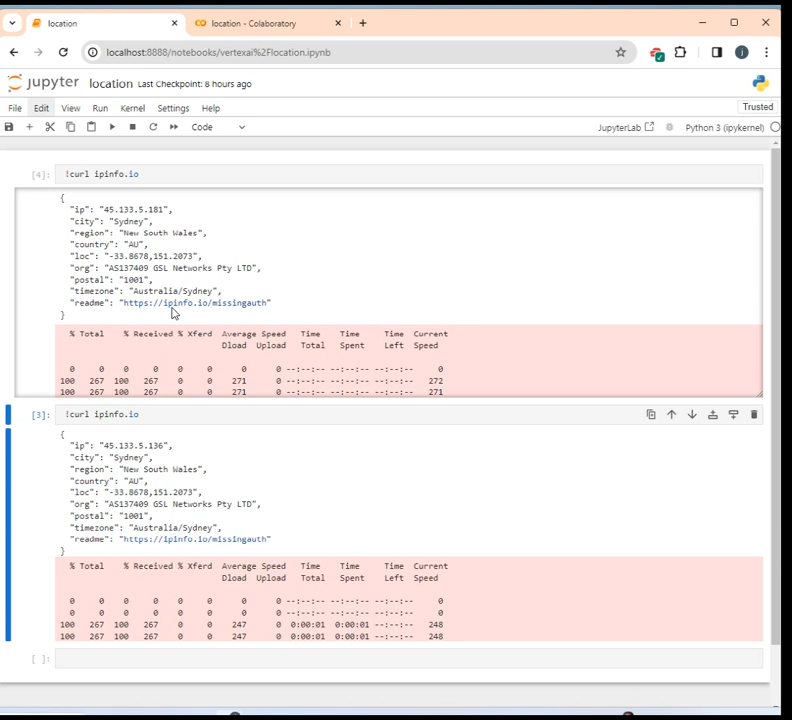 location
location - Colaboratory
localhost:8888/notebooks/vertexai%2Flocation.ipynb
J
jupyter location Last Checkpoint: 8 hours ago
File Edit View Run Kernel Settings Help
Trusted
Code
JupyterLab
Python 3 (ipykernel)
[4]: !curl ipinfo.io
{
"ip": "45.133.5.181",
"city": "Sydney",
"region": "New South Wales",
"country": "AU",
"loc": "-33.8678,151.2073",
"org": "AS137409 GSL Networks Pty LTD",
"postal": "1001",
"timezone": "Australia/Sydney",
"readme": "https://ipinfo.io/missingauth"
}
% Total % Received % Xferd Average Speed Time Time Time Current
Dload Upload Total Spent Left Speed
0 0 0 0 0 0 0 0 --:--:-- --:--:-- --:--:-- 0
100 267 100 267 0 0 271 0 --:--:-- --:--:-- --:--:-- 272
100 267 100 267 0 0 271 0 --:--:-- --:--:-- --:--:-- 271
[3]: !curl ipinfo.io
{
"ip": "45.133.5.136",
"city": "Sydney",
"region": "New South Wales",
"country": "AU",
"loc": "-33.8678,151.2073",
"org": "AS137409 GSL Networks Pty LTD",
"postal": "1001",
"timezone": "Australia/Sydney",
"readme": "https://ipinfo.io/missingauth"
}
% Total % Received % Xferd Average Speed Time Time Time Current
Dload Upload Total Spent Left Speed
0 0 0 0 0 0 0 0 --:--:-- --:--:-- --:--:-- 0
0 0 0 0 0 0 0 0 --:--:-- --:--:-- --:--:-- 0
100 267 100 267 0 0 247 0 0:00:01 0:00:01 --:--:-- 248
100 267 100 267 0 0 247 0 0:00:01 0:00:01 --:--:-- 248
[ ]: